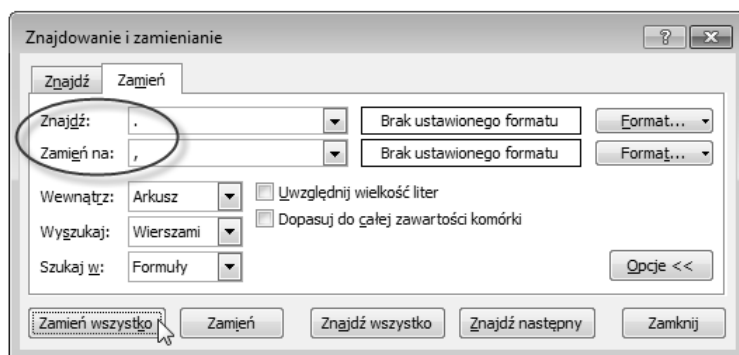 Znajdowanie i zamienianie
Znajdź Zamień
Znajdź: . Brak ustawionego formatu Format...
Zamień na: , Brak ustawionego formatu Format...
Wewnątrz: Arkusz Uwzględnij wielkość liter
Wyszukaj: Wierszami Dopasuj do całej zawartości komórki
Szukaj w: Formuły Opcje <<
Zamień wszystko Zamień Znajdź wszystko Znajdź następny Zamknij